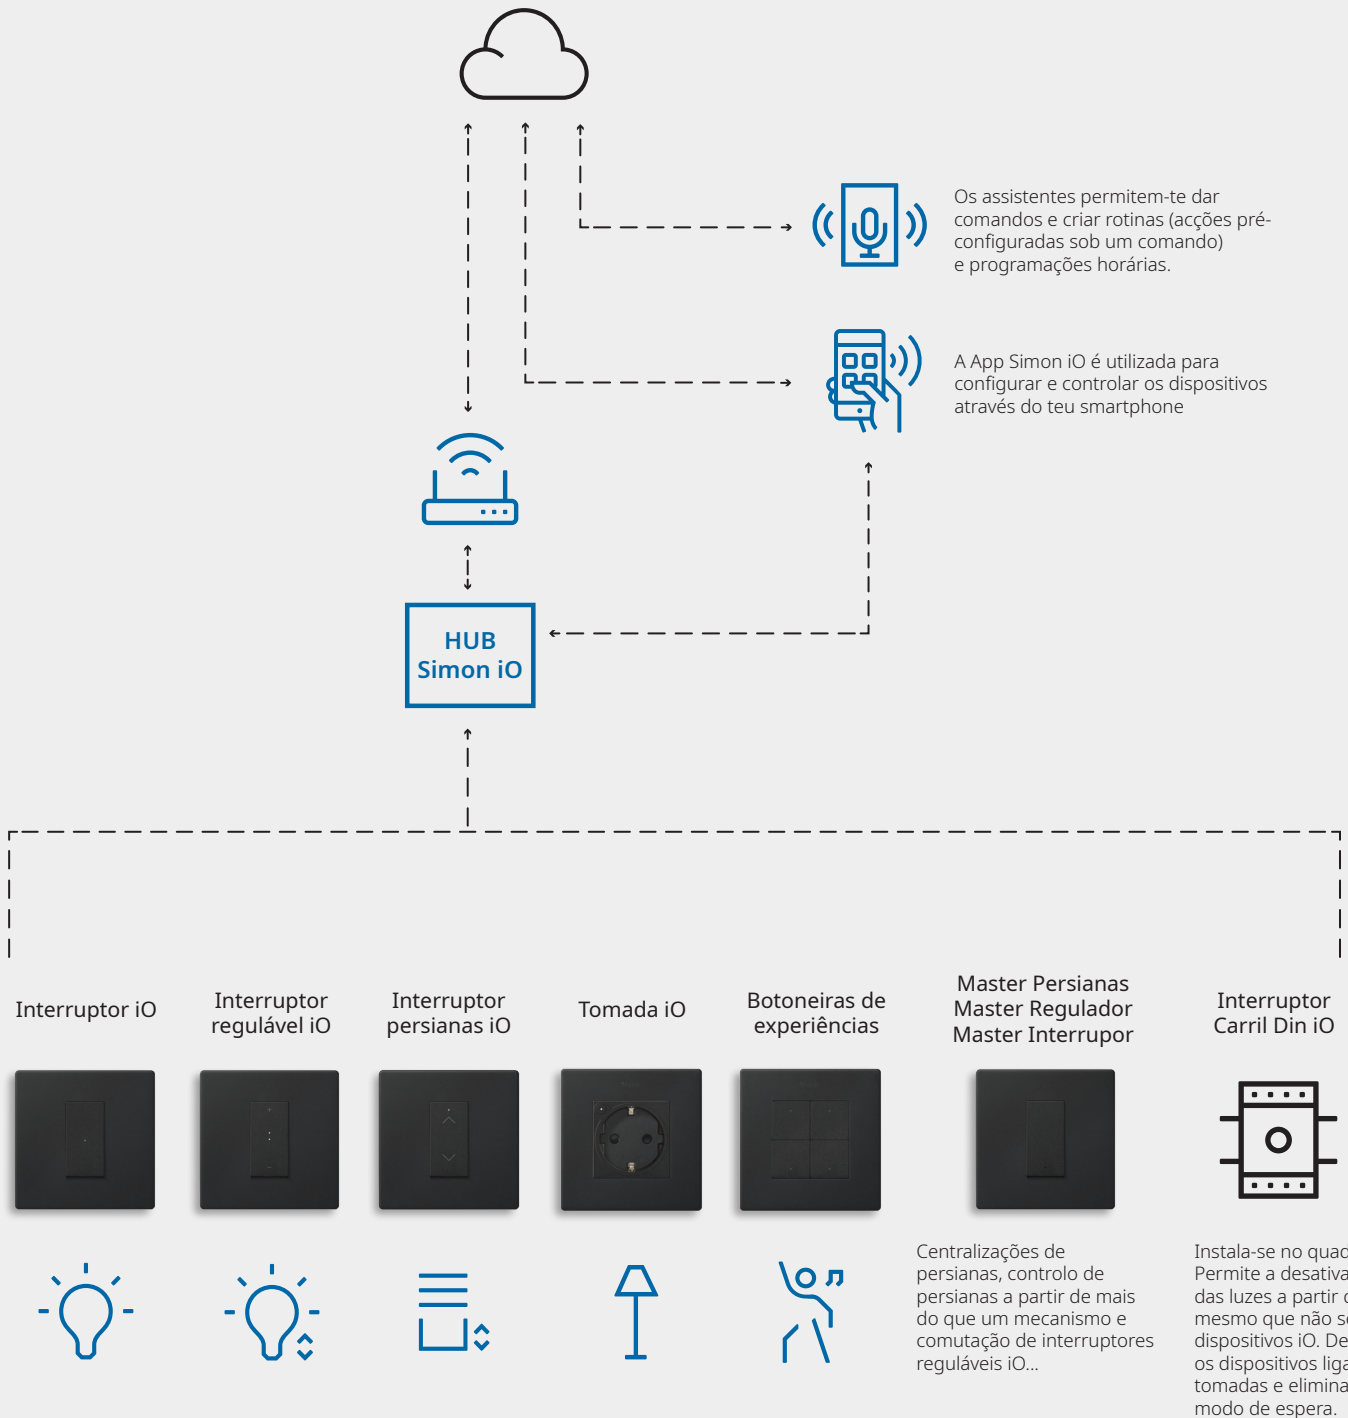 Os assistentes permitem-te dar
comandos e criar rotinas (acções pré-
configuradas sob um comando)
e programações horárias.
A App Simon iO é utilizada para
configurar e controlar os dispositivos
através do teu smartphone
HUB
Simon iO
Interruptor iO
Interruptor
regulável iO
Interruptor
persianas iO
Tomada iO
Botoneiras de
experiências
Master Persianas
Master Regulador
Master Interrupor
Interruptor
Carril Din iO
Centralizações de
persianas, controlo de
persianas a partir de mais
do que um mecanismo e
comutação de interruptores
reguláveis iO...
Instala-se no
Permite a
das luzes a partir
mesmo que não
dispositivos iO.
os dispositivos
tomadas e
modo de espera.